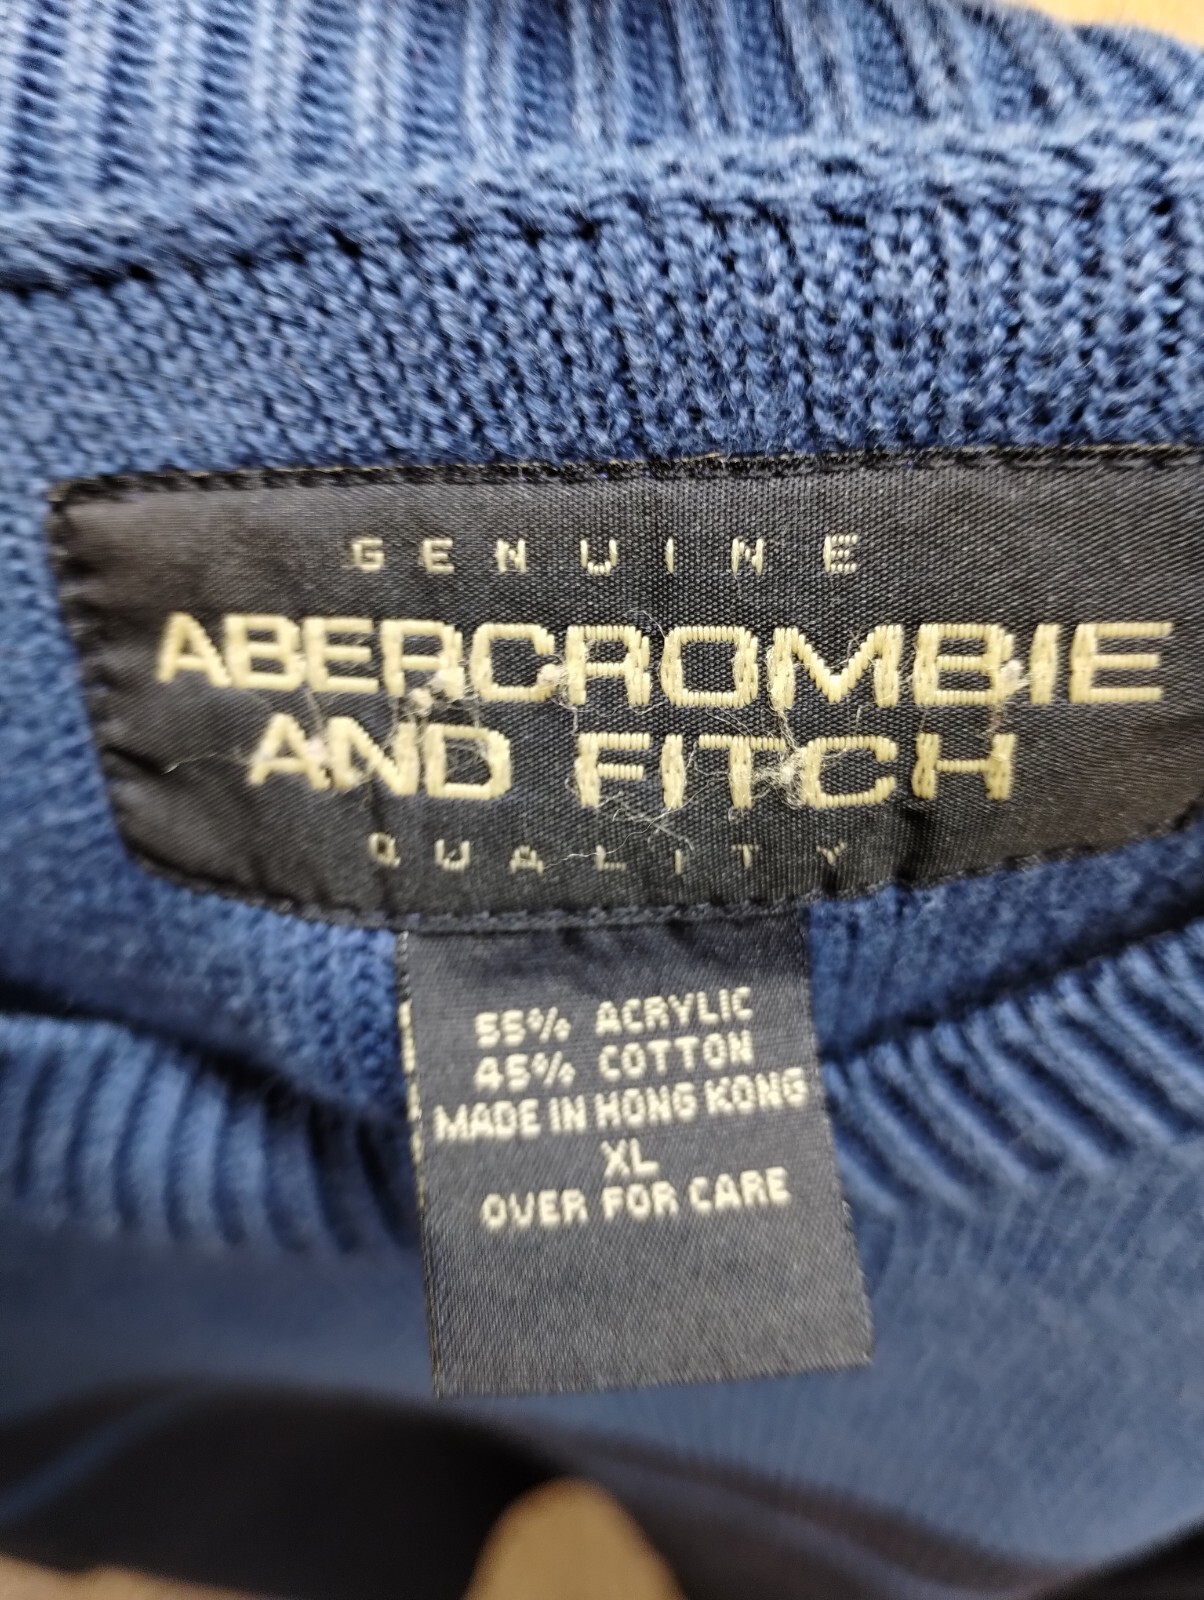 GENUINE
ABERCROMBIE
AND FITCH
QUALITY
55% ACRYLIC
45% COTTON
MADE IN HONG KONG
XL
OVER FOR CARE